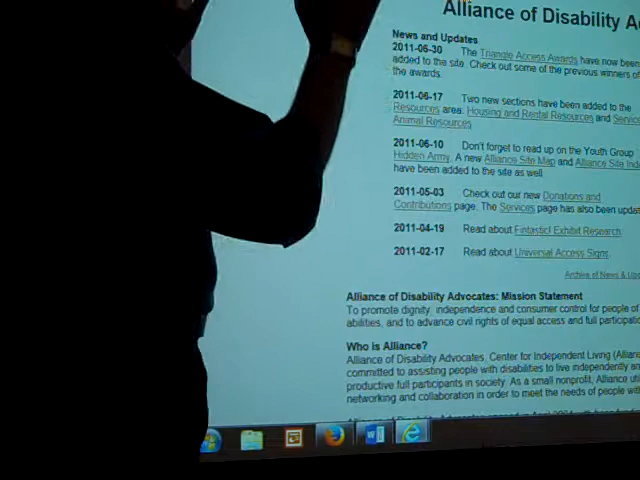 Alliance of Disability
News and Updates
2011-06-30 The Triangle Access Awards have now been
added to the site. Check out some of the previous winners of
the awards.
2011-06-17 Two new sections have been added to the
Resources area: Housing and Rental Resources and
Animal Resources
2011-06-10 Don't forget to read up on the Youth Group
Hidden Army. A new Alliance Site Map and Alliance Site
have been added to the site as well.
2011-05-03 Check out our new Donations and
Contributions page. The Services page has also been
2011-04-19 Read about Fintastic! Exhibit Research.
2011-02-17 Read about Universal Access Signs.
Archive of News &
Alliance of Disability Advocates: Mission Statement
To promote dignity, independence and consumer control for people of
abilities, and to advance civil rights of equal access and full
Who is Alliance?
Alliance of Disability Advocates, Center for Independent Living
committed to assisting people with disabilities to live independently
productive full participants in society. As a small nonprofit, Alliance
networking and collaboration in order to meet the needs of people